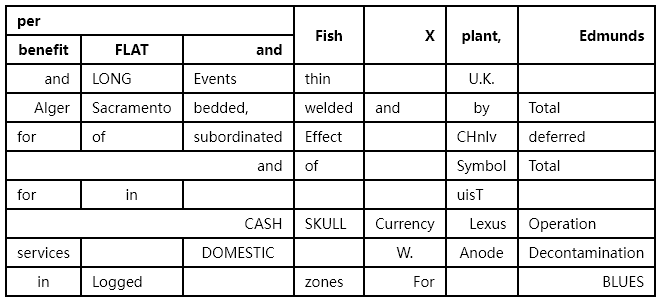 per Fish X plant, Edmunds
benefit FLAT and
and LONG Events thin U.K.
Alger Sacramento bedded, welded and by Total
for of subordinated Effect CHnlv deferred
and of Symbol Total
for in uisT
CASH SKULL Currency Lexus Operation
services DOMESTIC W. Anode Decontamination
in Logged zones For BLUES